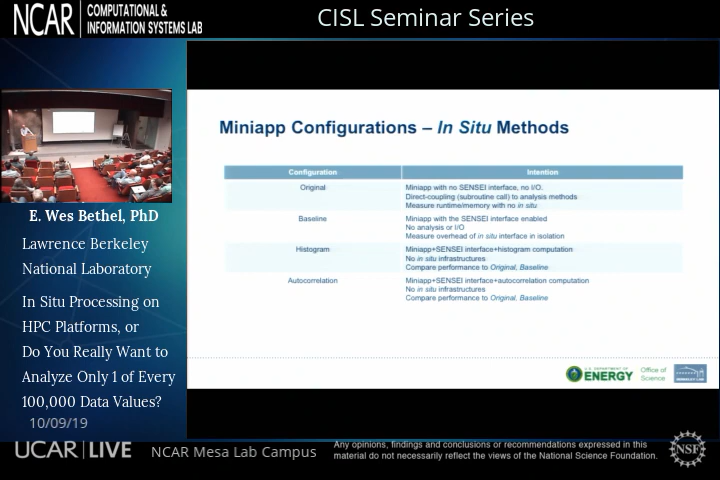 NCAR
COMPUTATIONAL &
INFORMATION SYSTEMS LAB
CISL Seminar Series
E. Wes Bethel, PhD
Lawrence Berkeley
National Laboratory
In Situ Processing on
HPC Platforms, or
Do You Really Want to
Analyze Only 1 of Every
100,000 Data Values?
10/09/19
Miniapp Configurations – In Situ Methods
Configuration
Intention
Original
Miniapp with no SENSEI interface, no I/O.
Direct-coupling (subroutine call) to analysis methods
Measure runtime/memory with no in situ
Baseline
Miniapp with the SENSEI interface enabled
No analysis or I/O
Measure overhead of in situ interface in isolation
Histogram
Miniapp+SENSEI interface+histogram computation
No in situ infrastructures
Compare performance to Original, Baseline
Autocorrelation
Miniapp+SENSEI interface+autocorrelation computation
No in situ infrastructures
Compare performance to Original, Baseline
U.S. DEPARTMENT OF
ENERGY
Office of
Science
UCAR|LIVE
NCAR Mesa Lab Campus
Any opinions, findings and conclusions or recommendations expressed in this
material do not necessarily reflect the views of the National Science Foundation.
NSF